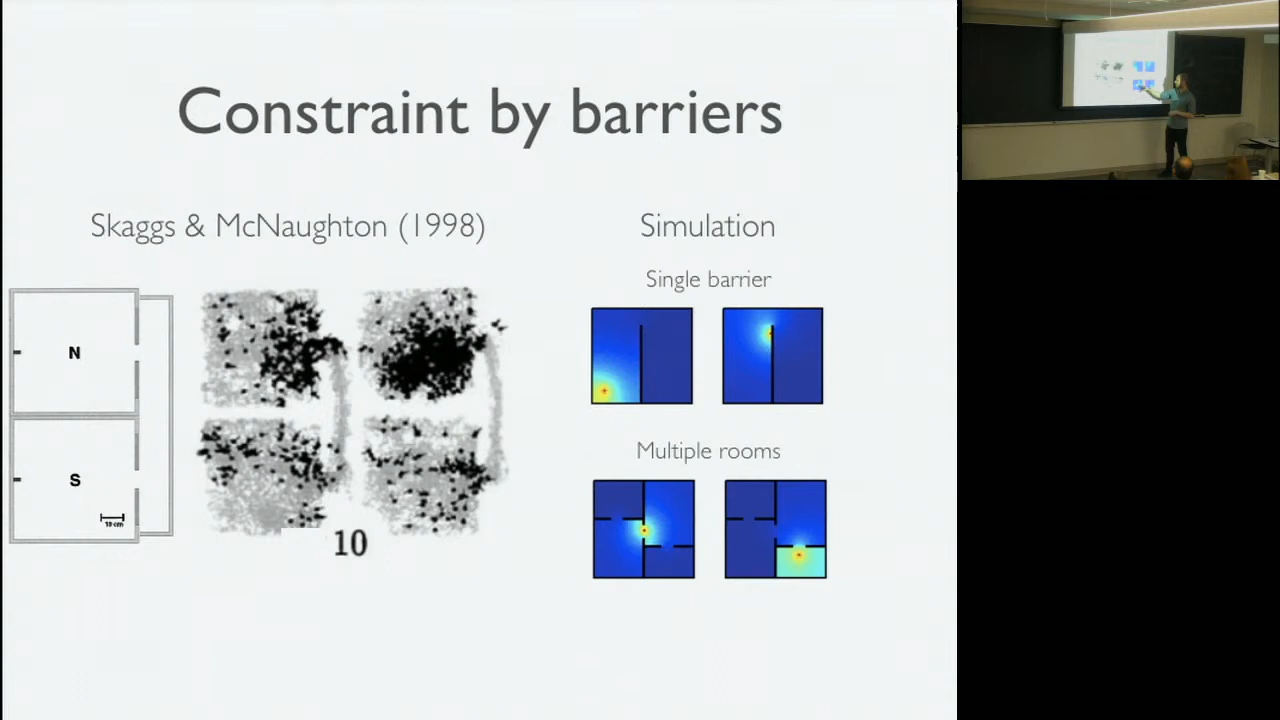 Constraint by barriers
Skaggs & McNaughton (1998)
Simulation
Single barrier
N
Multiple rooms
S
10